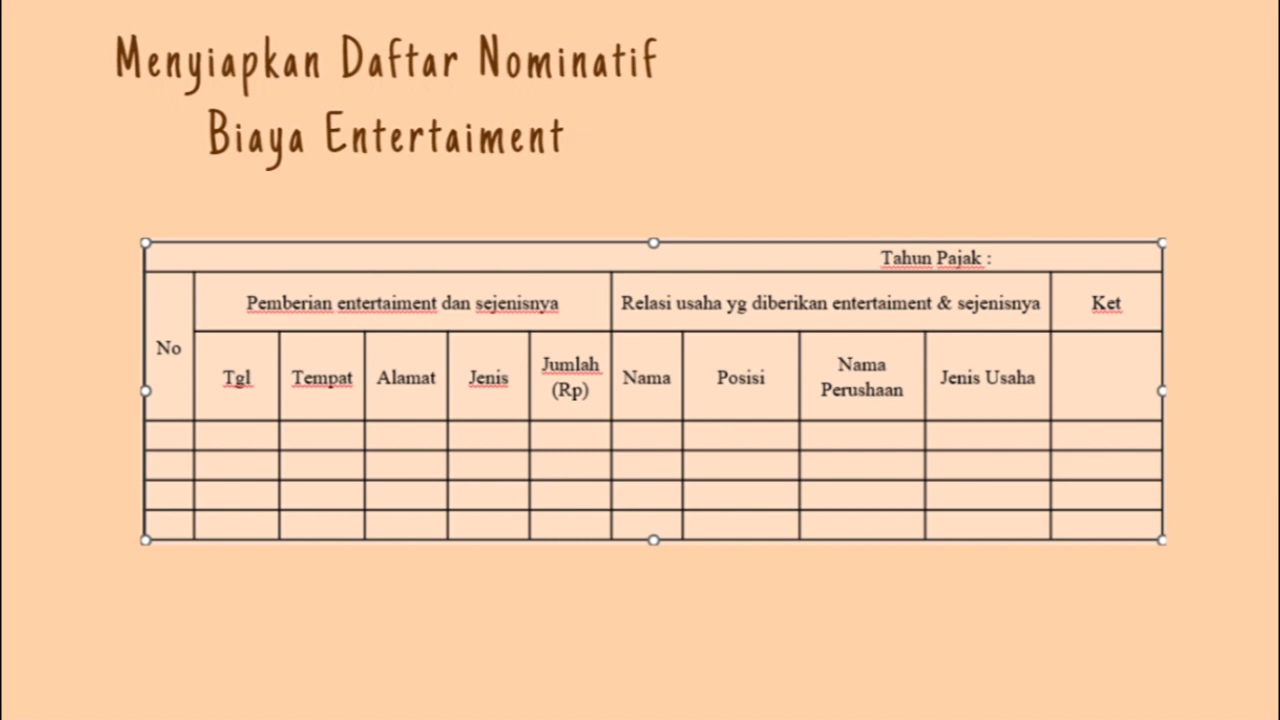 Menyiapkan Daftar Nominatif
Biaya Entertaiment
Tahun Pajak :
No
Pemberian entertaiment dan sejenisnya
Relasi usaha yg diberikan entertaiment & sejenisnya
Ket
Tgl
Tempat
Alamat
Jenis
Jumlah
(Rp)
Nama
Posisi
Nama
Perushaan
Jenis Usaha